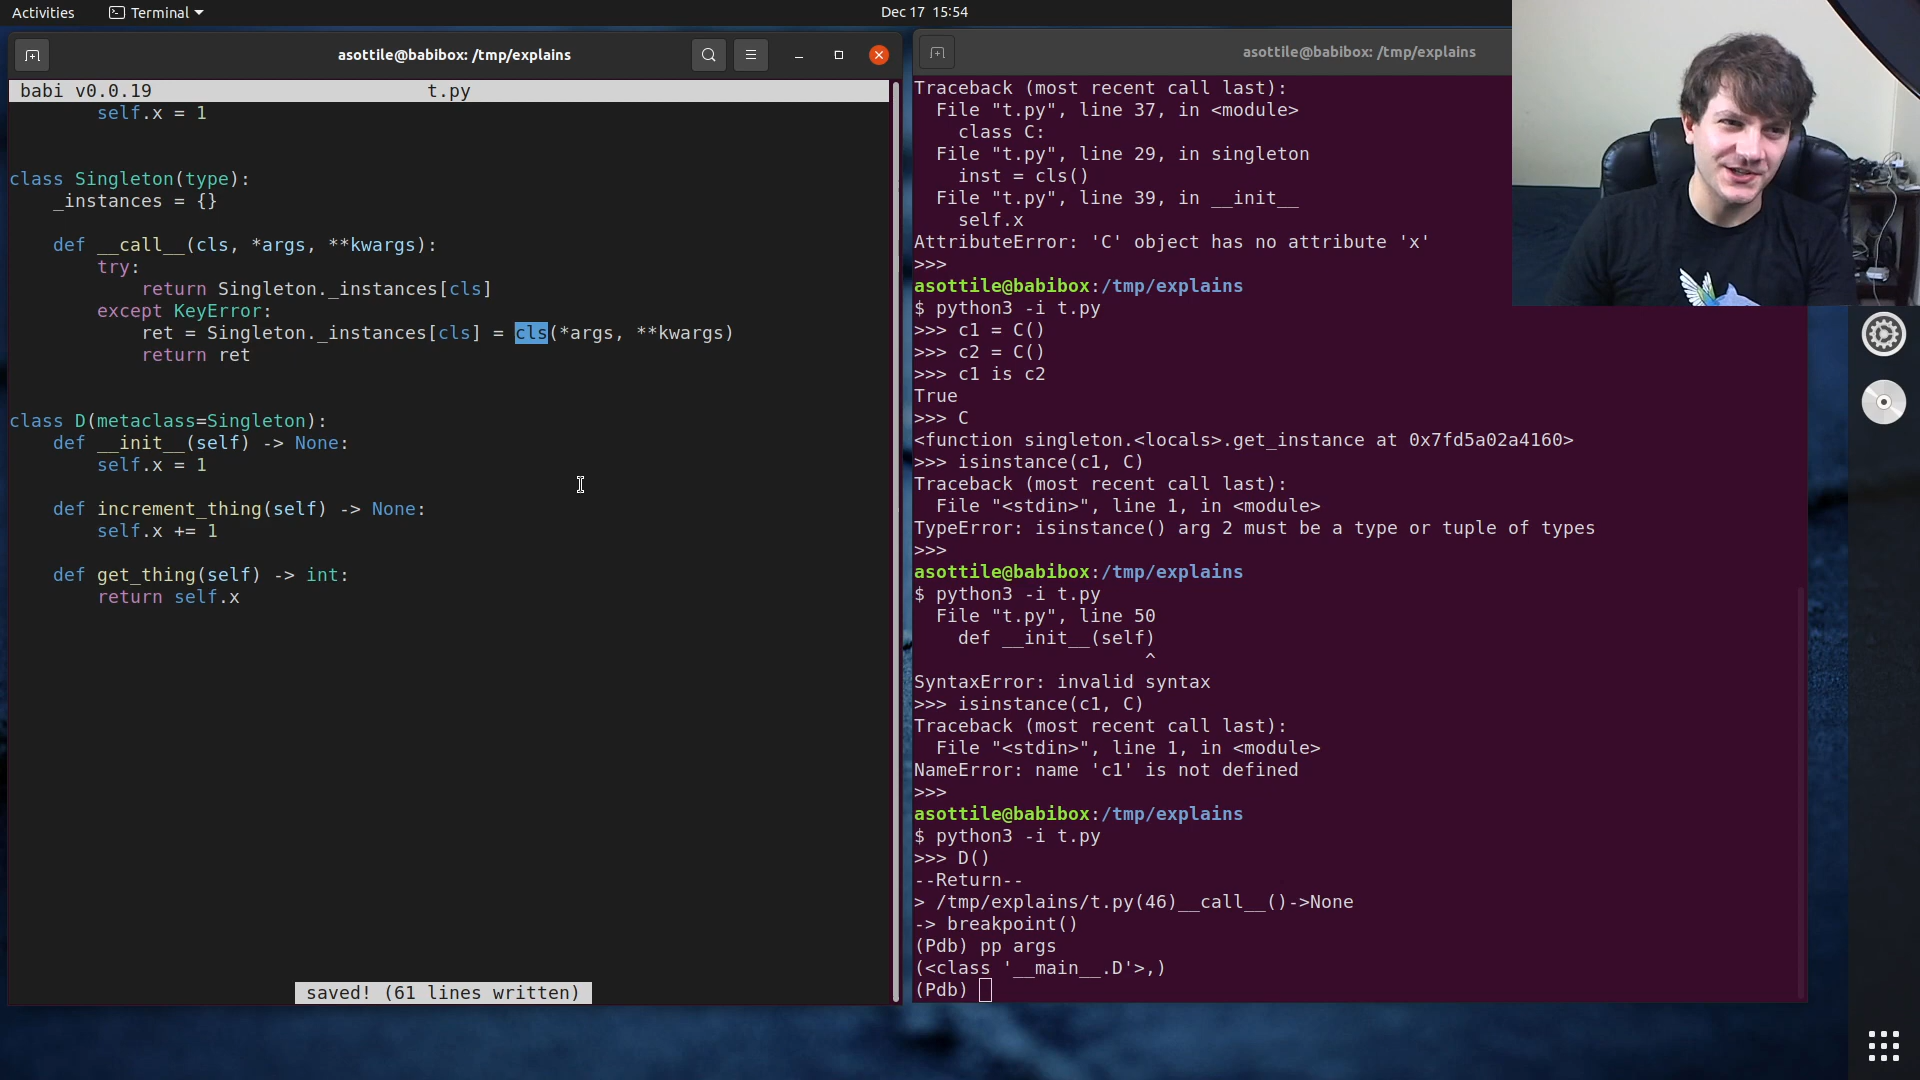 Activities
Terminal
Dec 17 15:54
asottile@babibox: /tmp/explains
babi v0.0.19 t.py
self.x = 1
class Singleton(type):
_instances = {}
def __call__(cls, *args, **kwargs):
try:
return Singleton._instances[cls]
except KeyError:
ret = Singleton._instances[cls] = cls(*args, **kwargs)
return ret
class D(metaclass=Singleton):
def __init__(self) -> None:
self.x = 1
def increment_thing(self) -> None:
self.x += 1
def get_thing(self) -> int:
return self.x
saved! (61 lines written)
asottile@babibox: /tmp/explains
Traceback (most recent call last):
File "t.py", line 37, in <module>
class C:
File "t.py", line 29, in singleton
inst = cls()
File "t.py", line 39, in __init__
self.x
AttributeError: 'C' object has no attribute 'x'
>>>
asottile@babibox:/tmp/explains
$ python3 -i t.py
>>> c1 = C()
>>> c2 = C()
>>> c1 is c2
True
>>> C
<function singleton.<locals>.get_instance at 0x7fd5a02a4160>
>>> isinstance(c1, C)
Traceback (most recent call last):
File "<stdin>", line 1, in <module>
TypeError: isinstance() arg 2 must be a type or tuple of types
>>>
asottile@babibox:/tmp/explains
$ python3 -i t.py
File "t.py", line 50
def __init__(self)
^
SyntaxError: invalid syntax
>>> isinstance(c1, C)
Traceback (most recent call last):
File "<stdin>", line 1, in <module>
NameError: name 'c1' is not defined
>>>
asottile@babibox:/tmp/explains
$ python3 -i t.py
>>> D()
--Return--
> /tmp/explains/t.py(46)__call__()->None
-> breakpoint()
(Pdb) pp args
(<class '__main__.D'>,)
(Pdb)